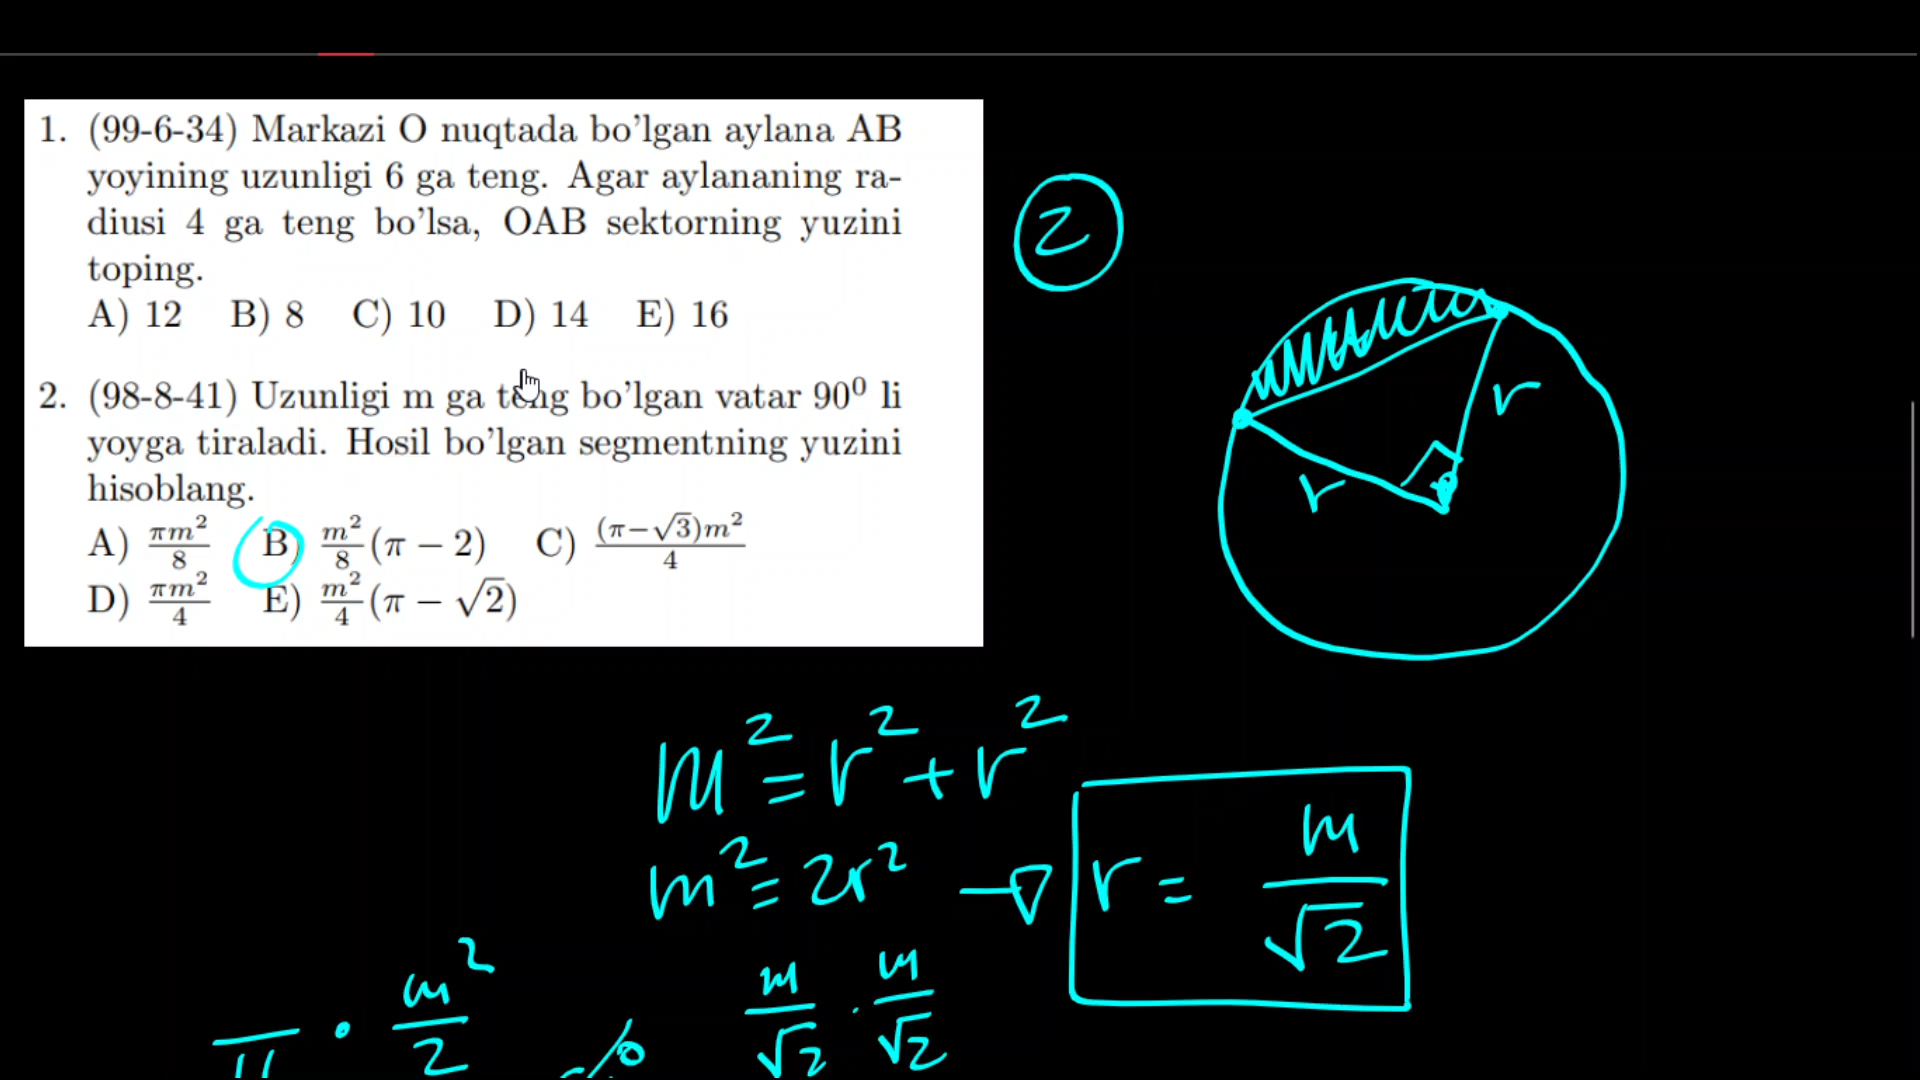 1. (99-6-34) Markazi O nuqtada bo'lgan aylana AB
yoyining uzunligi 6 ga teng. Agar aylananing ra-
diusi 4 ga teng bo'lsa, OAB sektorning yuzini
toping.
A) 12 B) 8 C) 10 D) 14 E) 16
2. (98-8-41) Uzunligi m ga teng bo'lgan vatar 90⁰ li
yoyga tiraladi. Hosil bo'lgan segmentning yuzini
hisoblang.
A) πm²/8 B) m²/8(π − 2) C) (π−√3)m²/4
D) πm²/4 E) m²/4(π − √2)
2
r
r
m² = r² + r²
m² = 2r² → r = m/√2
· m²/2 m/√2 · m/√2